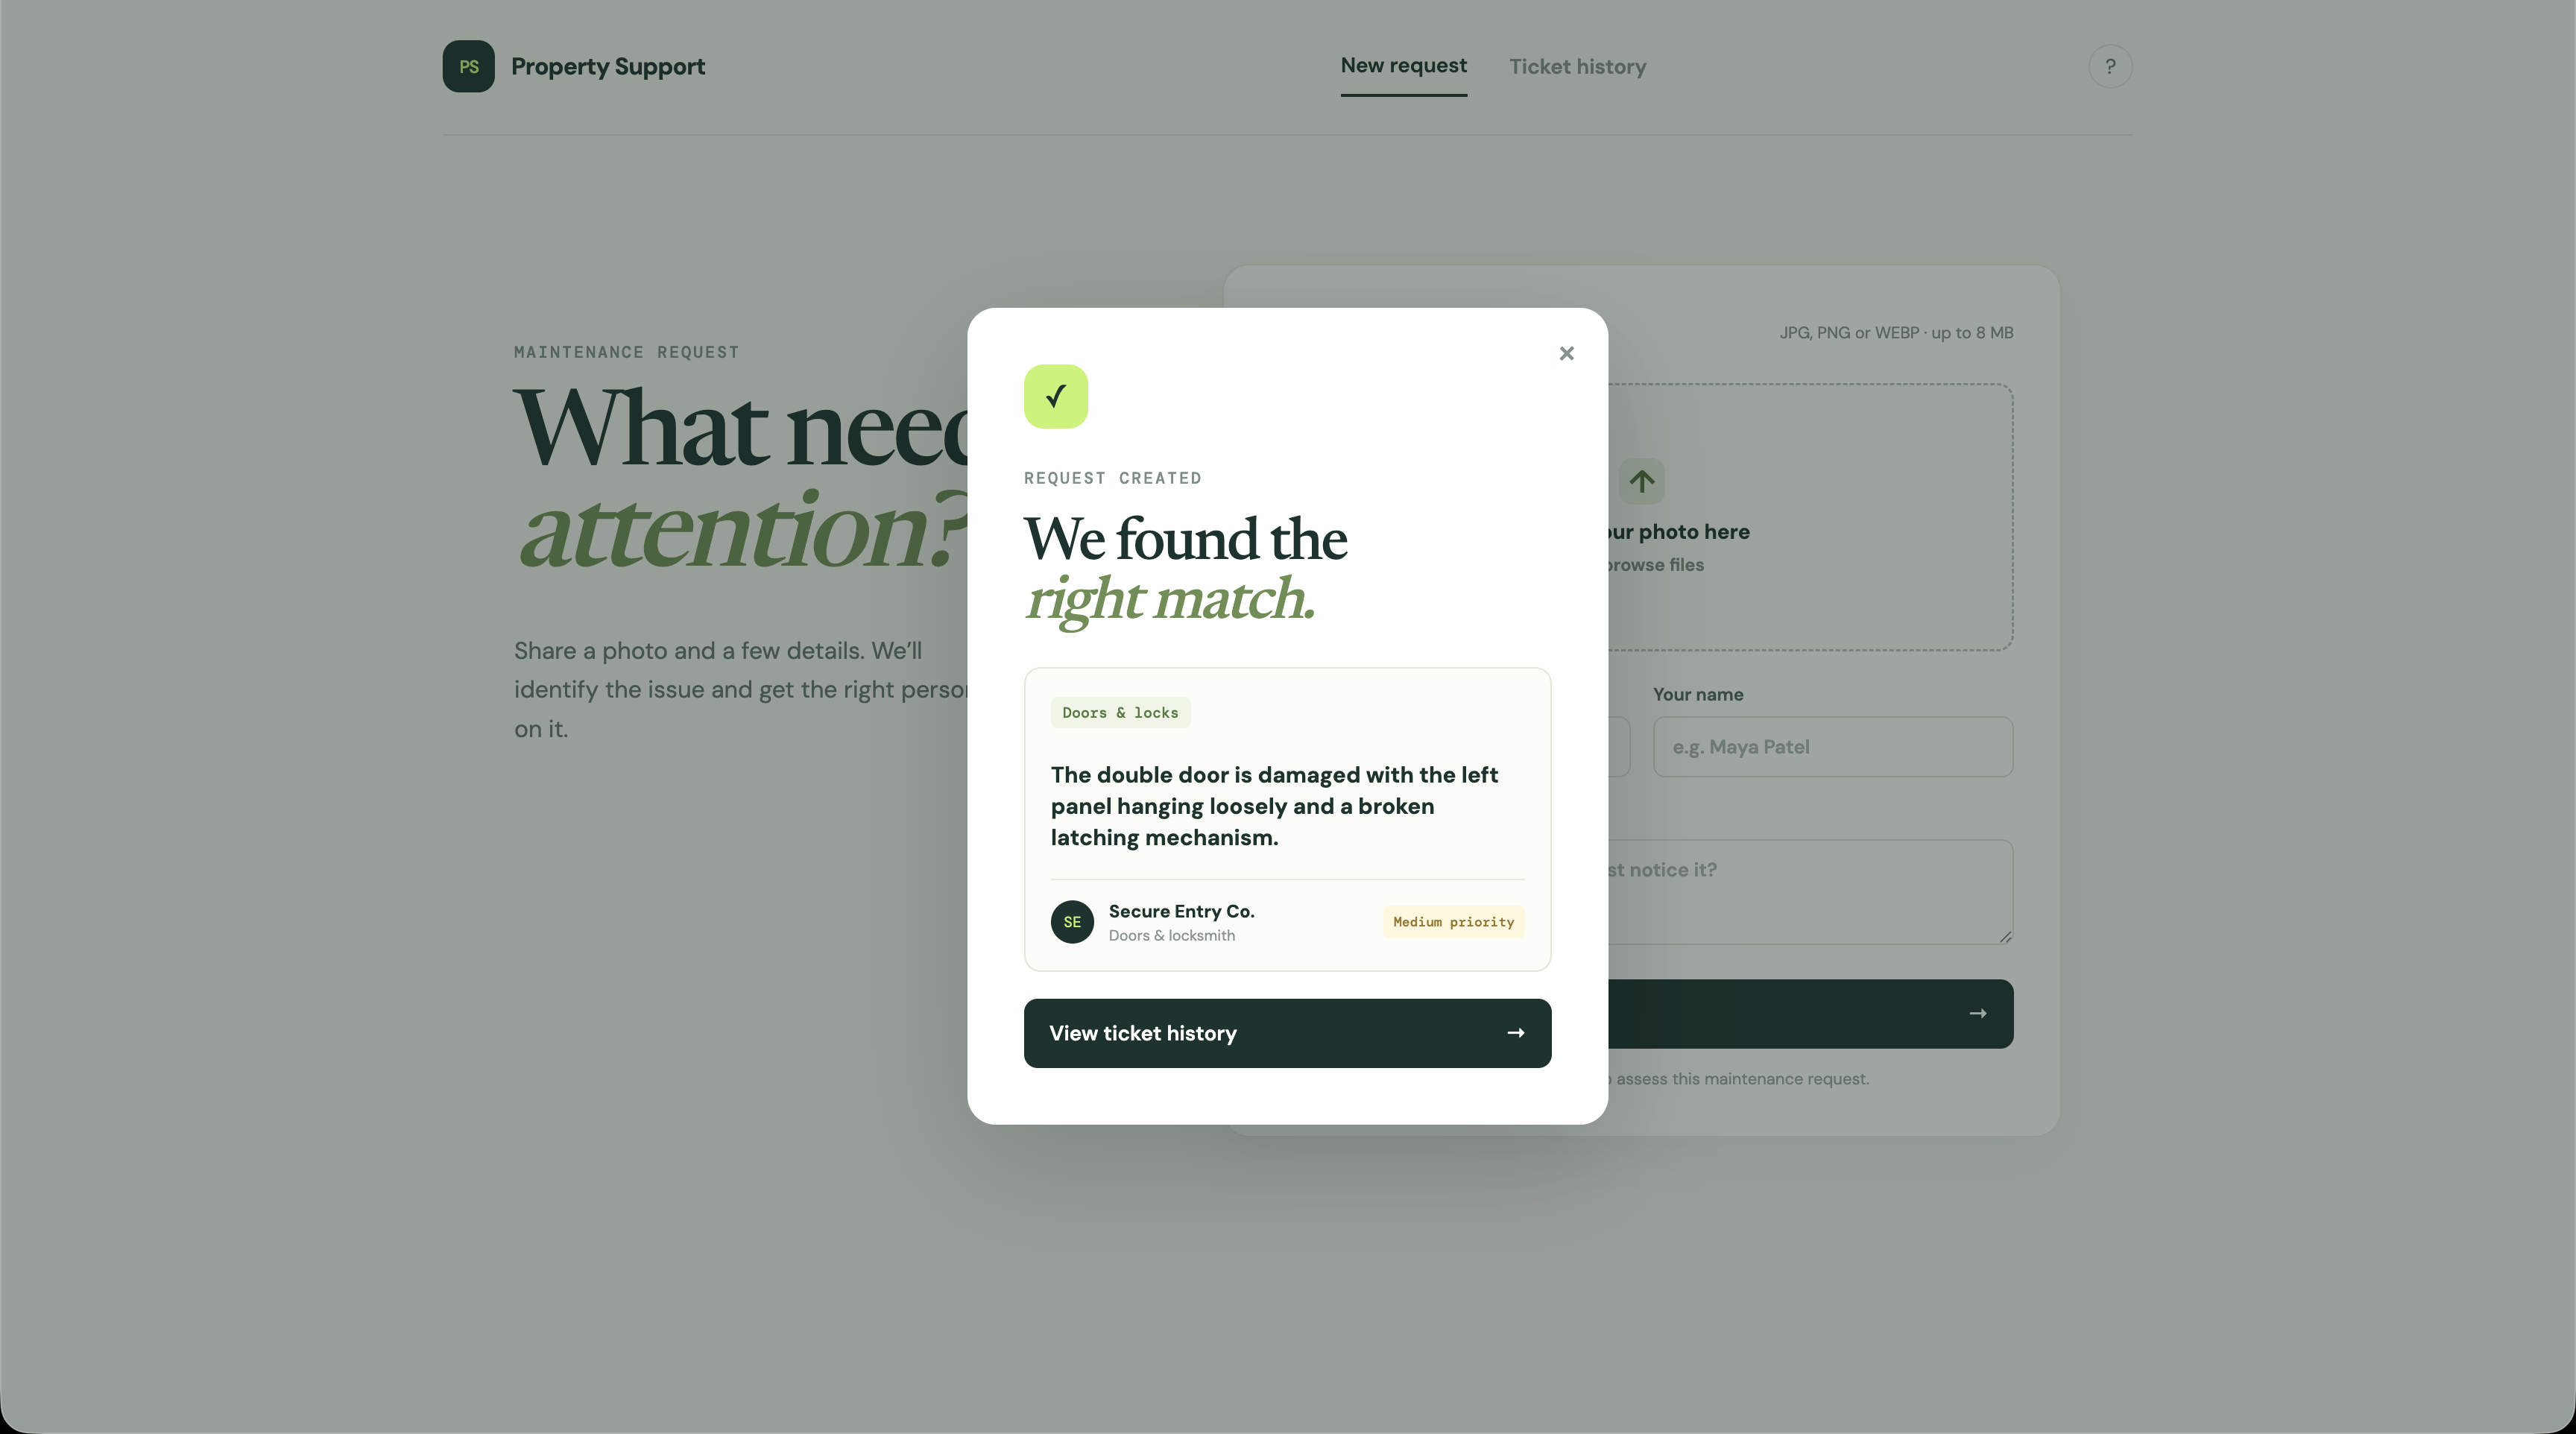 PS
Property Support
New request
Ticket history
?
MAINTENANCE REQUEST
What need
attention?
Share a photo and a few details. We'll
identify the issue and get the right person
on it.
JPG, PNG or WEBP · up to 8 MB
our photo here
browse files
Your name
e.g. Maya Patel
st notice it?
→
assess this maintenance request.
×
✓
REQUEST CREATED
We found the
right match.
Doors & locks
The double door is damaged with the left
panel hanging loosely and a broken
latching mechanism.
SE
Secure Entry Co.
Doors & locksmith
Medium priority
View ticket history →